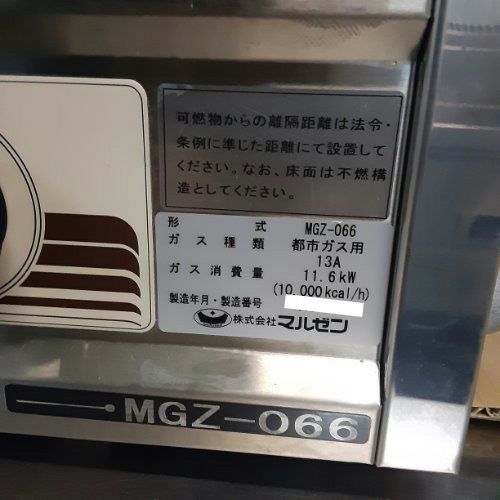 可燃物からの離隔距離は法令・
条例に準じた距離にて設置して
ください。なお、床面は不燃構
造としてください。
形式 MGZ-066
ガス種類 都市ガス用
13A
ガス消費量 11.6kW
(10,000kcal/h)
製造年月・製造番号
株式会社マルゼン
MGZ-066